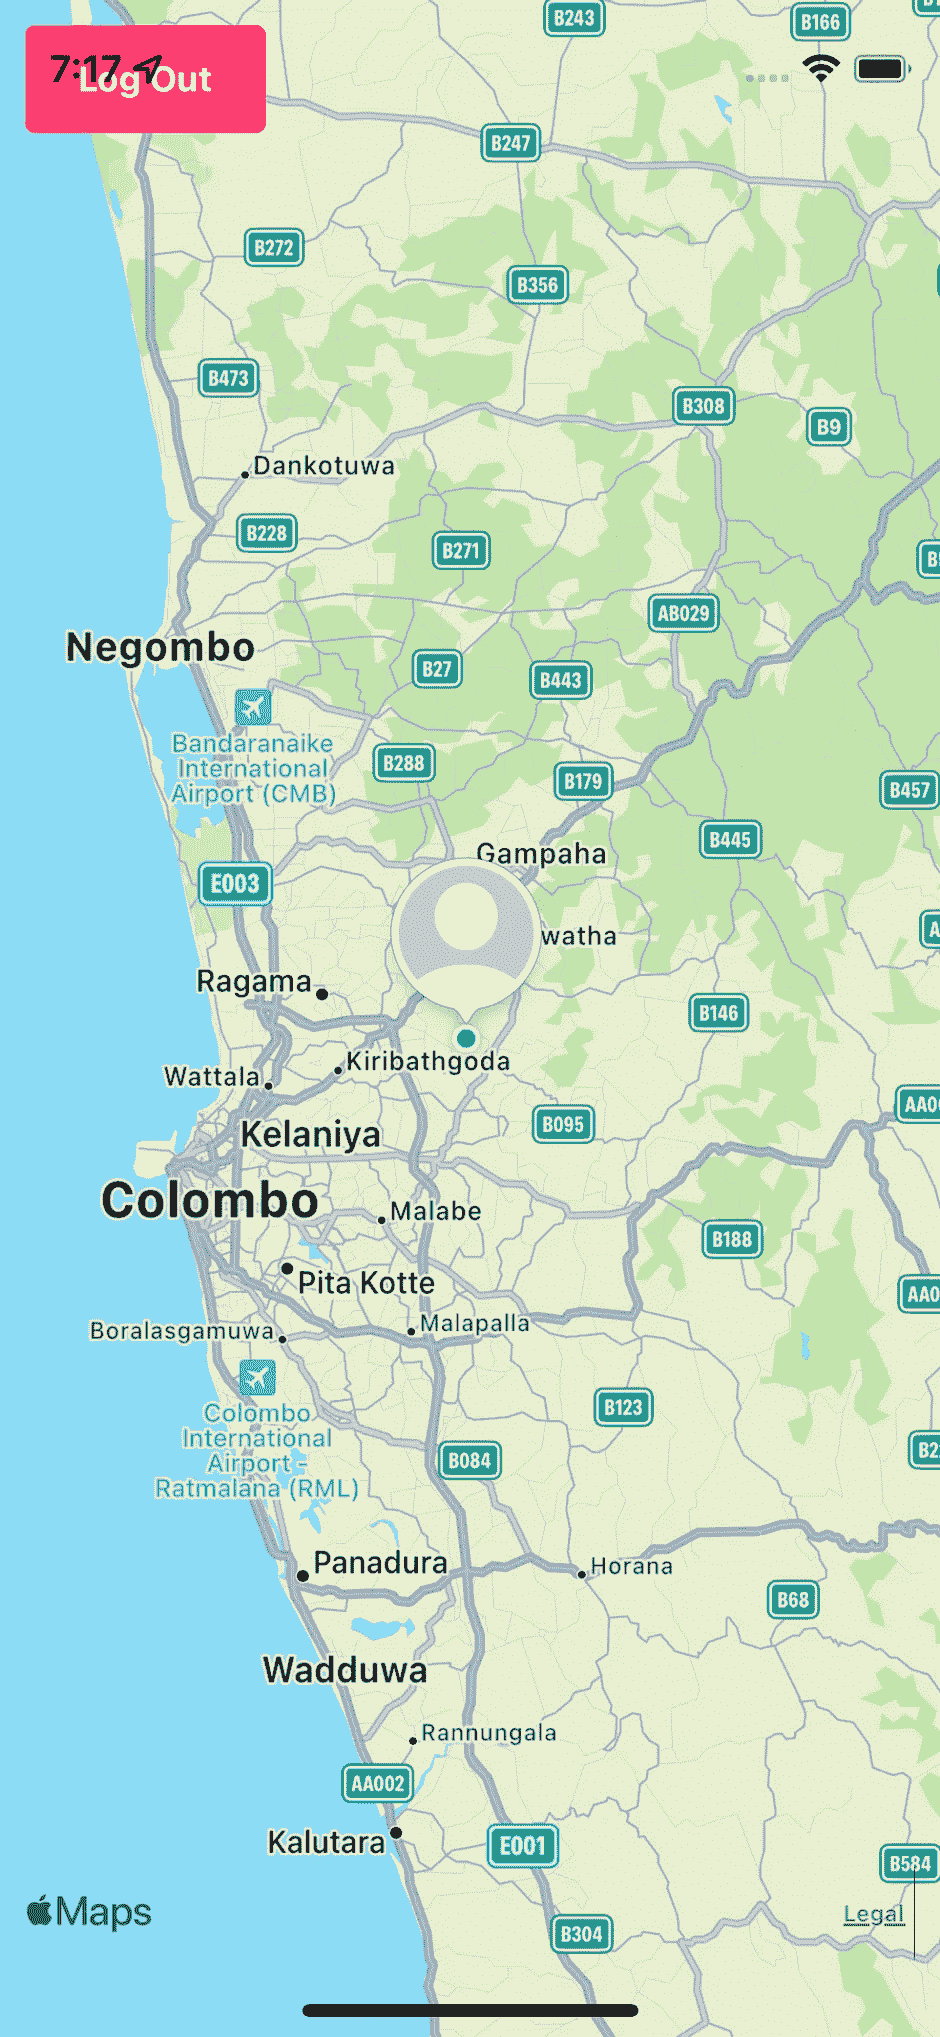 B243
B166
7:17
Log Out
B247
B272
B356
B473
B308
B9
Dankotuwa
B228
B271
AB029
Negombo
B27
B443
Bandaranaike
International
Airport (CMB)
B288
B179
B457
B445
Gampaha
E003
watha
Ragama
B146
Kiribathgoda
Wattala
B095
Kelaniya
Colombo
Malabe
B188
Pita Kotte
Malapalla
Boralasgamuwa
Colombo
International
Airport -
Ratmalana (RML)
B123
B084
Panadura
Horana
B68
Wadduwa
Rannungala
AA002
Kalutara
E001
B584
Maps
Legal
B304